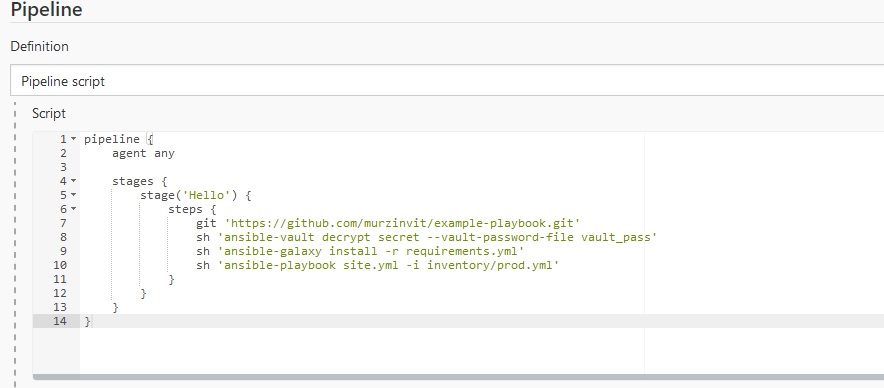 Pipeline
Definition
Pipeline script
Script
1 pipeline {
2     agent any
3
4     stages {
5         stage('Hello') {
6             steps {
7                 git 'https://github.com/murzinvit/example-playbook.git'
8                 sh 'ansible-vault decrypt secret --vault-password-file vault_pass'
9                 sh 'ansible-galaxy install -r requirements.yml'
10                 sh 'ansible-playbook site.yml -i inventory/prod.yml'
11             }
12         }
13     }
14 }